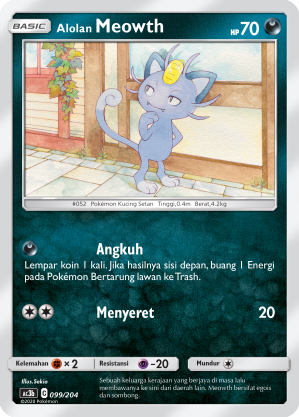 BASIC Alolan Meowth HP70
#052 Pokémon Kucing Setan Tinggi,0.4m Berat,4.2kg
Angkuh
Lempar koin 1 kali. Jika hasilnya sisi depan, buang 1 Energi
pada Pokémon Bertarung lawan ke Trash.
Menyeret 20
Kelemahan ×2 Resistansi -20 Mundur
Illus.Sekio
AC3b D 099/204
©2020 Pokémon
Sebuah keluarga kerajaan yang berjaya di masa lalu
membawanya ke sini dari daerah lain. Meowth bersifat egois
dan sombong.